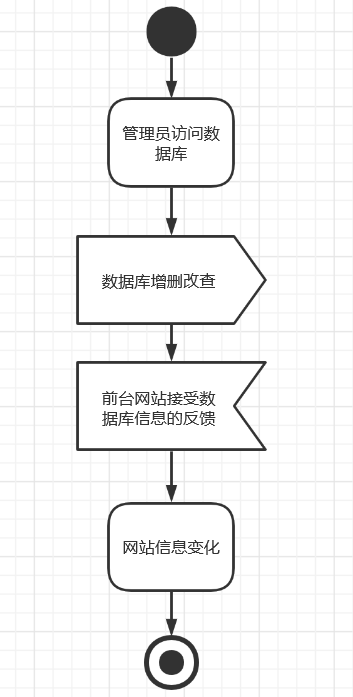 管理员访问数
据库
数据库增删改查
前台网站接受数
据库信息的反馈
网站信息变化